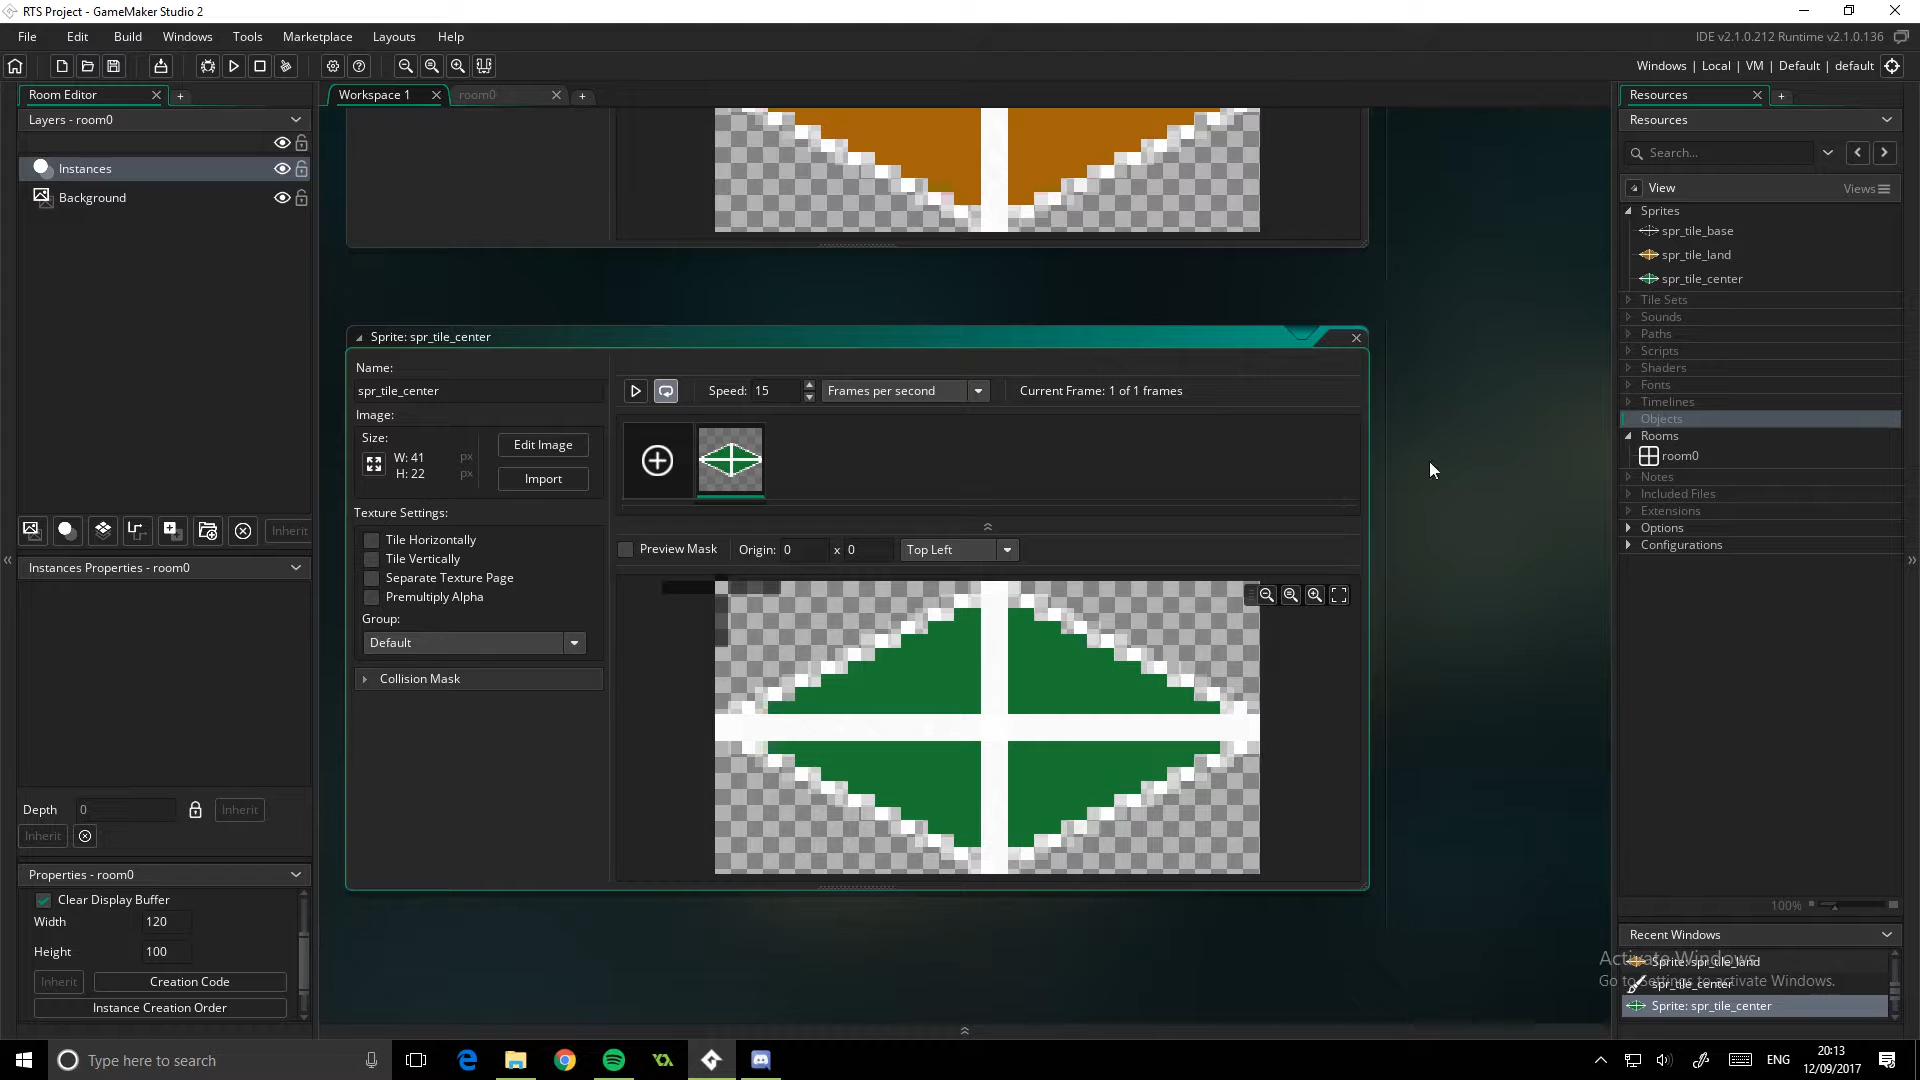 RTS Project - GameMaker Studio 2
File Edit Build Windows Tools Marketplace Layouts Help
IDE v2.1.0.212 Runtime v2.1.0.136
Windows | Local | VM | Default | default
Room Editor
Workspace 1
room0
Resources
Layers - room0
Resources
Search...
Instances
View
Views
Background
Sprites
spr_tile_base
spr_tile_land
spr_tile_center
Tile Sets
Sounds
Paths
Scripts
Shaders
Fonts
Timelines
Objects
Rooms
room0
Notes
Included Files
Extensions
Options
Configurations
Sprite: spr_tile_center
Name:
spr_tile_center
Speed: 15
Frames per second
Current Frame: 1 of 1 frames
Image:
Size:
W: 41 px
H: 22 px
Edit Image
Import
Texture Settings:
Tile Horizontally
Tile Vertically
Separate Texture Page
Premultiply Alpha
Group:
Default
Collision Mask
Preview Mask
Origin: 0 x 0
Top Left
Inherit
Instances Properties - room0
Depth 0
Inherit
Inherit
Properties - room0
Clear Display Buffer
Width 120
Height 100
Inherit
Creation Code
Instance Creation Order
100%
Recent Windows
Sprite: spr_tile_land
spr_tile_center
Sprite: spr_tile_center
Activate Windows
Go to Settings to activate Windows.
Type here to search
ENG
20:13
12/09/2017